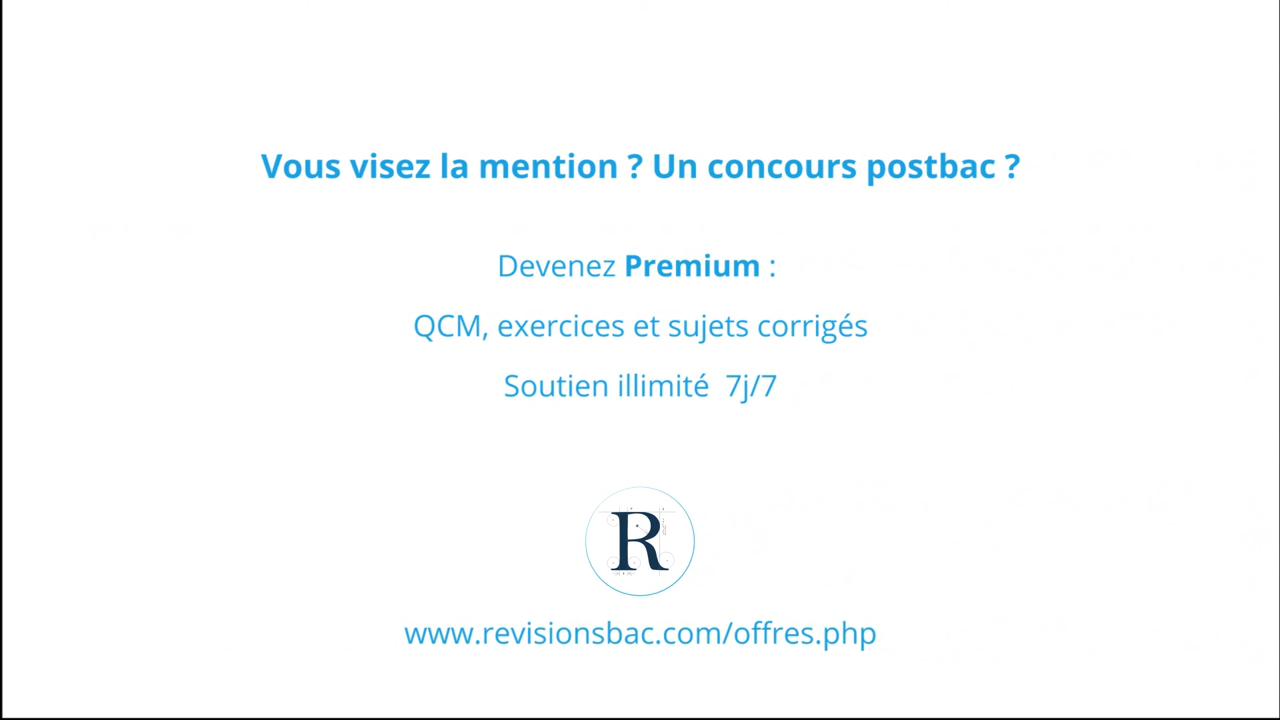 Vous visez la mention ? Un concours postbac ?
Devenez Premium :
QCM, exercices et sujets corrigés
Soutien illimité 7j/7
R
www.revisionsbac.com/offres.php